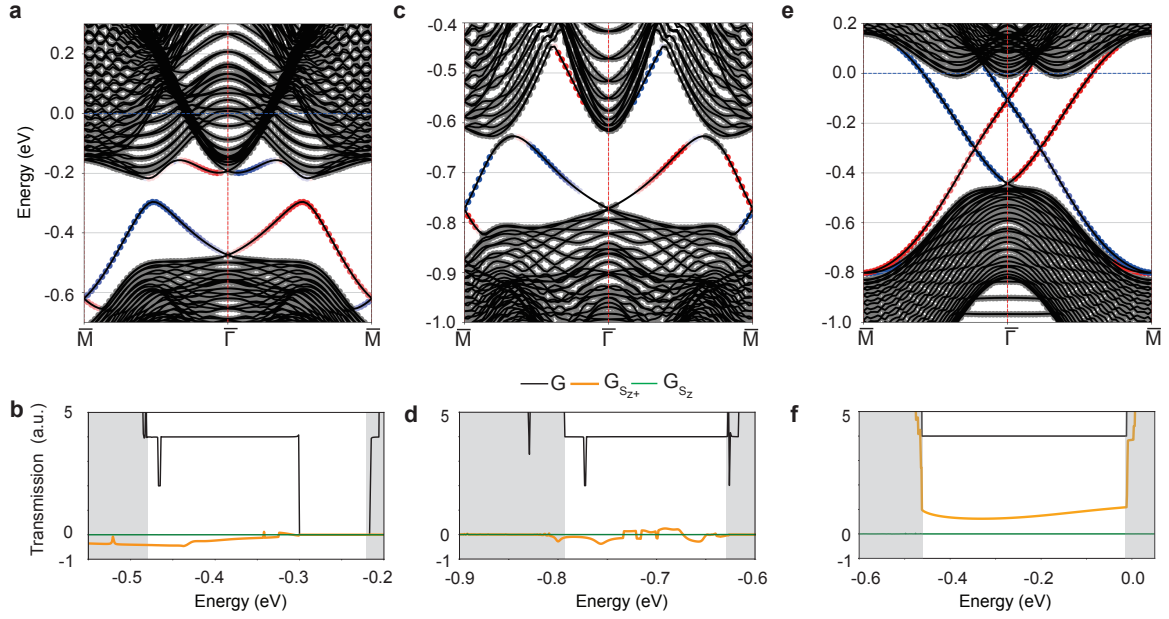 a
c
e
Energy (eV)
0.2
0.0
-0.2
-0.4
-0.6
M̅ Γ̅ M̅
-0.4
-0.5
-0.6
-0.7
-0.8
-0.9
-1.0
M̅ Γ̅ M̅
0.2
0.0
-0.2
-0.4
-0.6
-0.8
-1.0
M̅ Γ̅ M̅
G G_{S_{z+}} G_{S_z}
b
d
f
Transmission (a.u.)
5
0
-1
-0.5 -0.4 -0.3 -0.2
Energy (eV)
5
0
-1
-0.9 -0.8 -0.7 -0.6
Energy (eV)
5
0
-1
-0.6 -0.4 -0.2 0.0
Energy (eV)